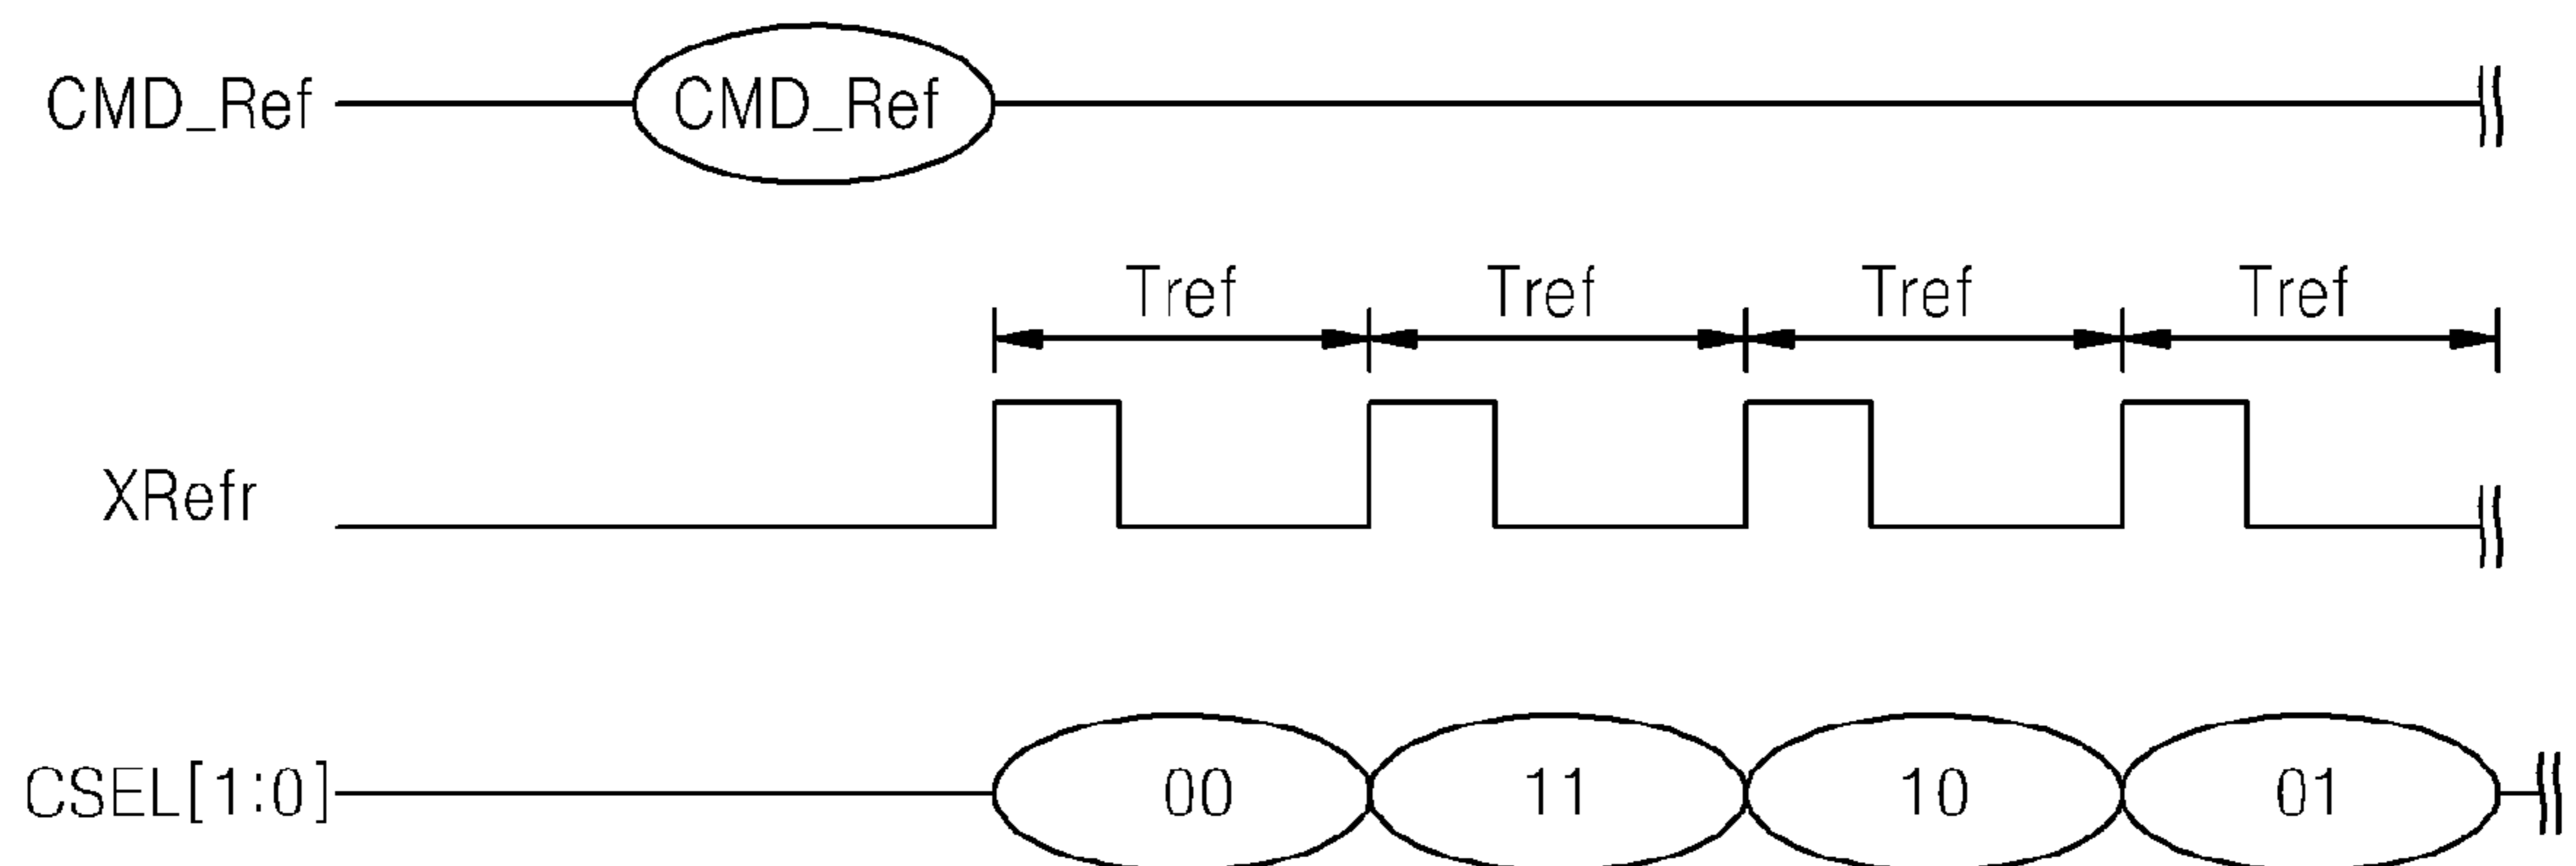 CMD_Ref CMD_Ref
Tref Tref Tref Tref
XRefr
CSEL[1:0] 00 11 10 01